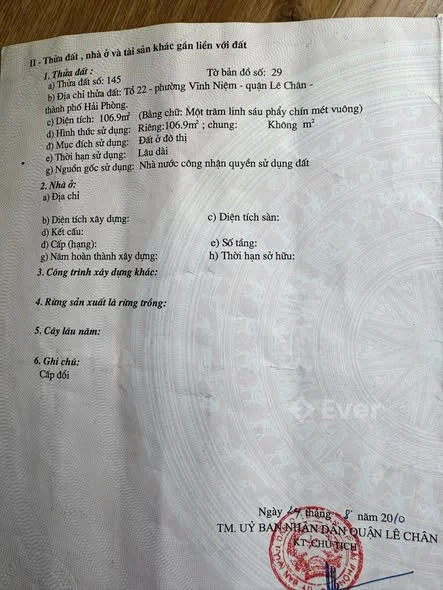 II - Thửa đất , nhà ở và tài sản khác gắn liền với đất
1. Thửa đất :
a) Thửa đất số: 145 Tờ bản đồ số: 29
b) Địa chỉ thửa đất: Tổ 22 - phường Vĩnh Niệm - quận Lê Chân -
thành phố Hải Phòng.
c) Diện tích: 106.9m² (Bằng chữ: Một trăm linh sáu phẩy chín mét vuông)
d) Hình thức sử dụng: Riêng:106.9m² ; chung: Không m²
đ) Mục đích sử dụng: Đất ở đô thị
e) Thời hạn sử dụng: Lâu dài
g) Nguồn gốc sử dụng: Nhà nước công nhận quyền sử dụng đất
2. Nhà ở:
a) Địa chỉ
b) Diện tích xây dựng: c) Diện tích sàn:
d) Kết cấu:
đ) Cấp (hạng): e) Số tầng:
g) Năm hoàn thành xây dựng: h) Thời hạn sở hữu:
3. Công trình xây dựng khác:
4. Rừng sản xuất là rừng trồng:
5. Cây lâu năm:
6. Ghi chú:
Cấp đổi
Ever
Ngày tháng 8 năm 2010
TM. UỶ BAN NHÂN DÂN QUẬN LÊ CHÂN
KT-CHỦ TỊCH